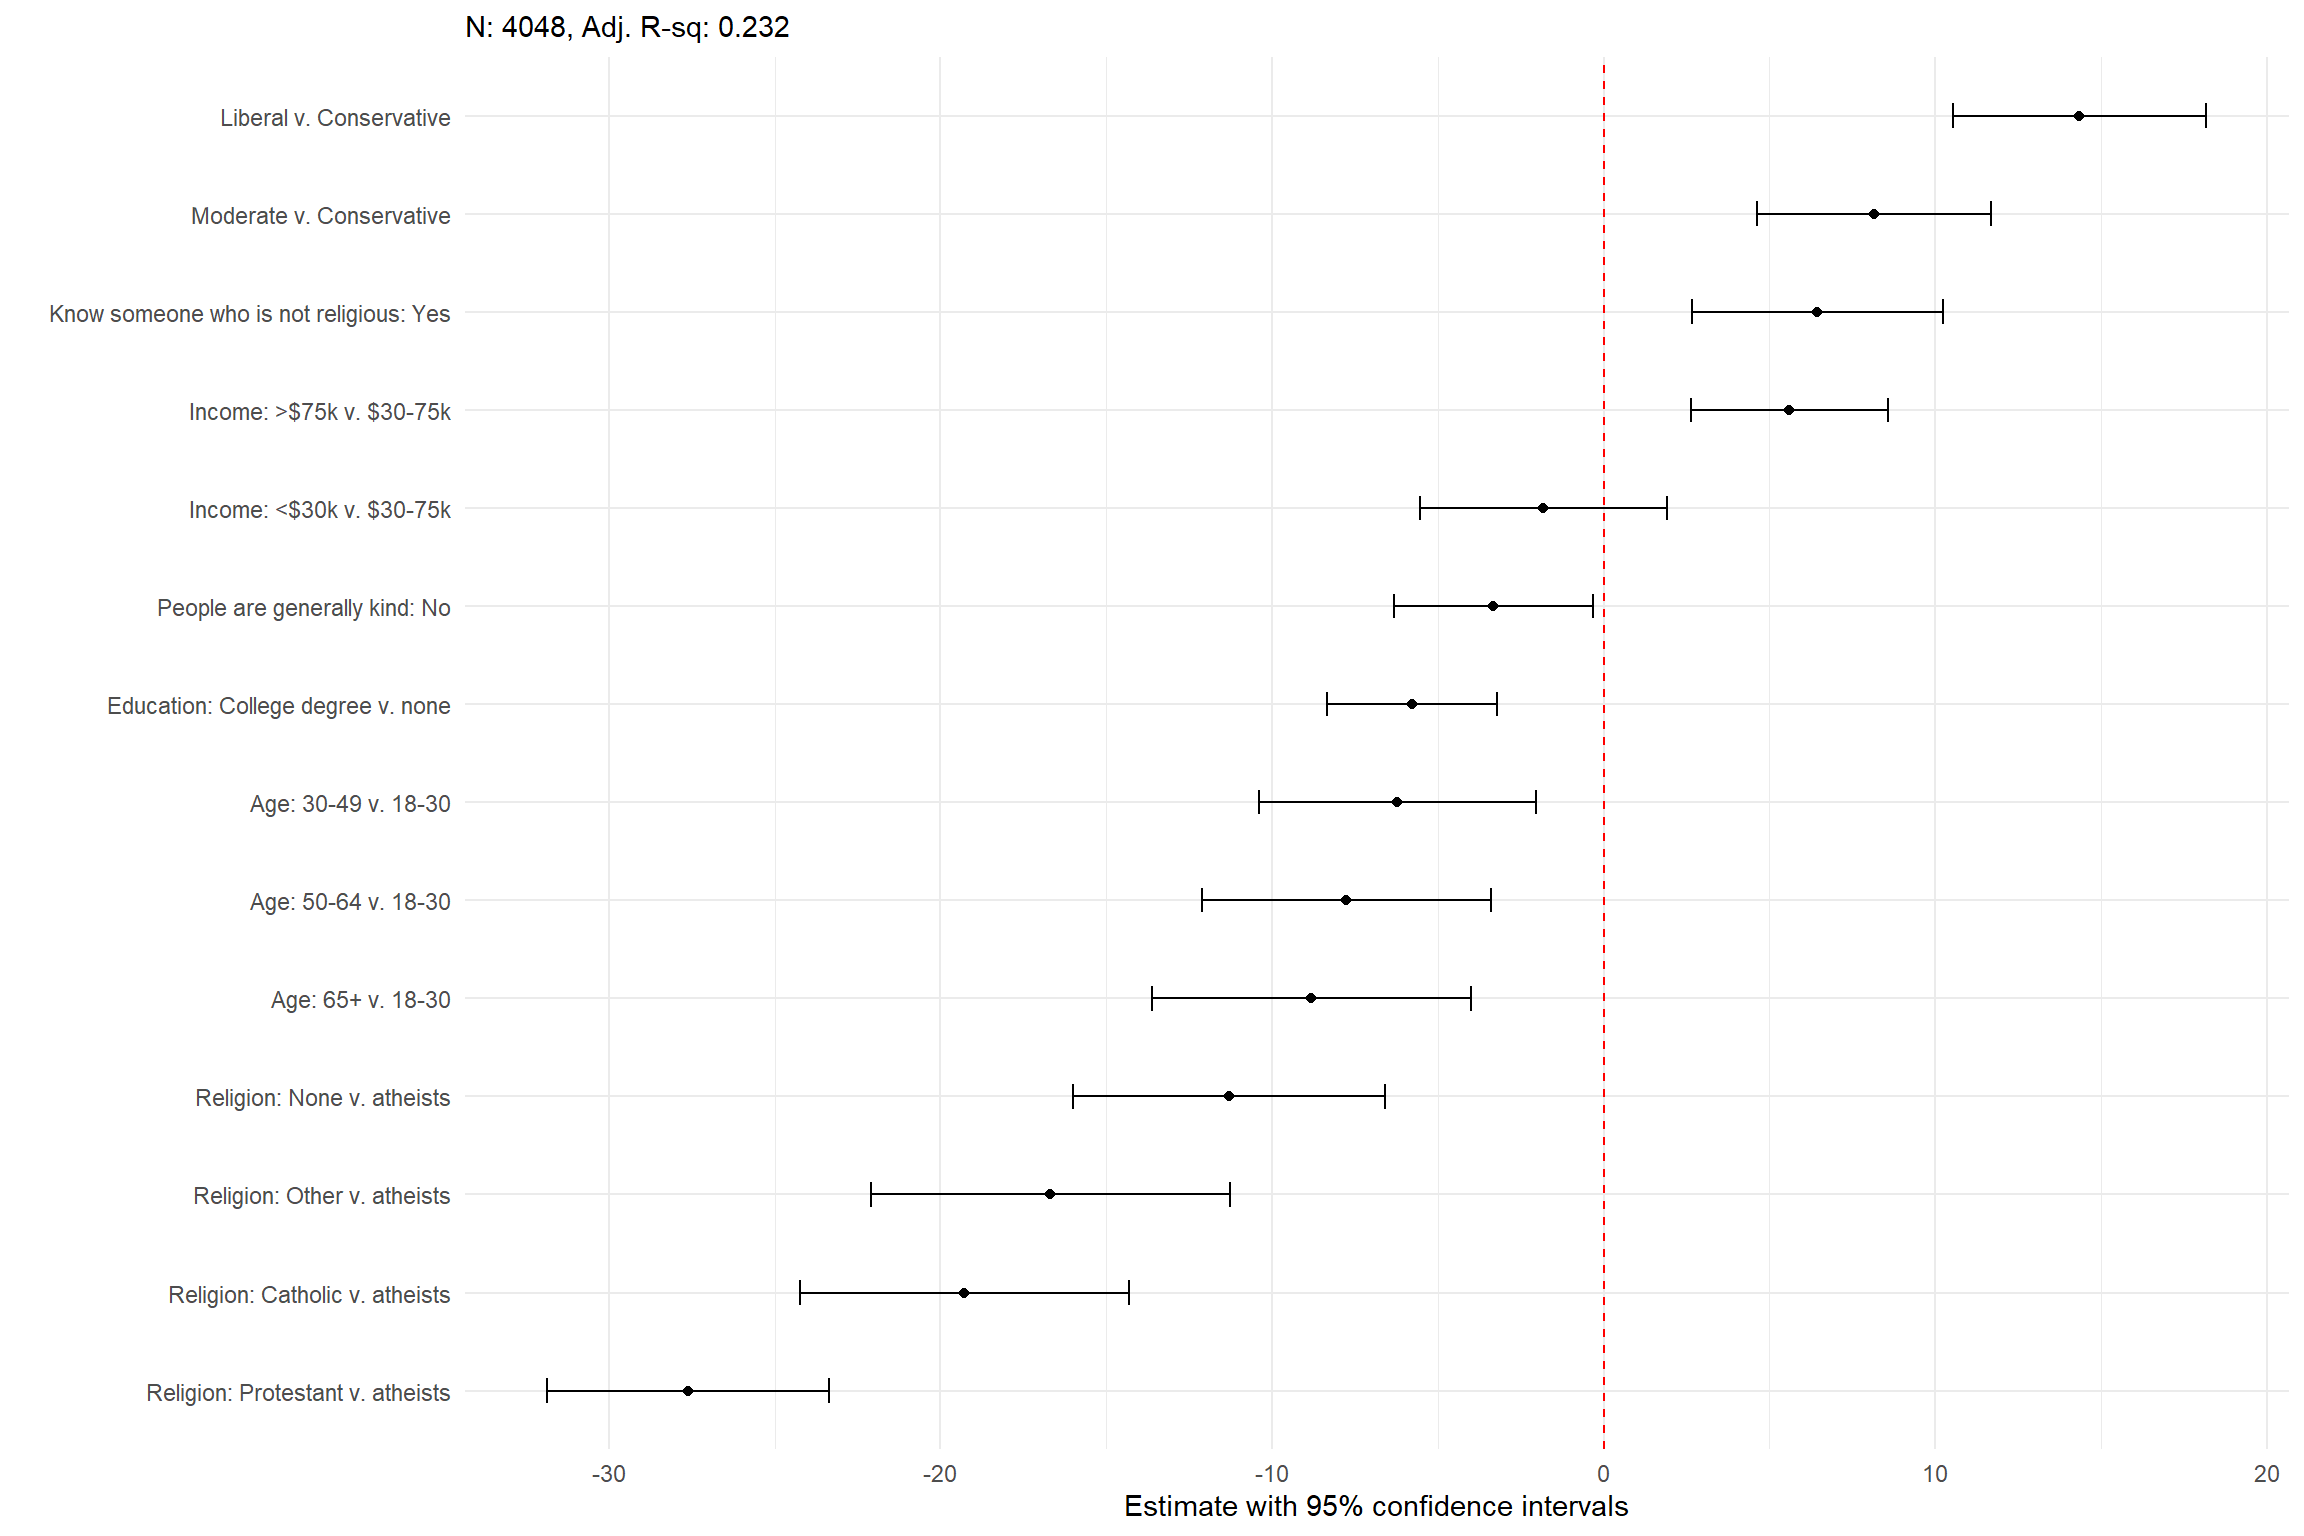 N: 4048, Adj. R-sq: 0.232
Liberal v. Conservative
Moderate v. Conservative
Know someone who is not religious: Yes
Income: >$75k v. $30-75k
Income: <$30k v. $30-75k
People are generally kind: No
Education: College degree v. none
Age: 30-49 v. 18-30
Age: 50-64 v. 18-30
Age: 65+ v. 18-30
Religion: None v. atheists
Religion: Other v. atheists
Religion: Catholic v. atheists
Religion: Protestant v. atheists
-30 -20 -10 0 10 20
Estimate with 95% confidence intervals